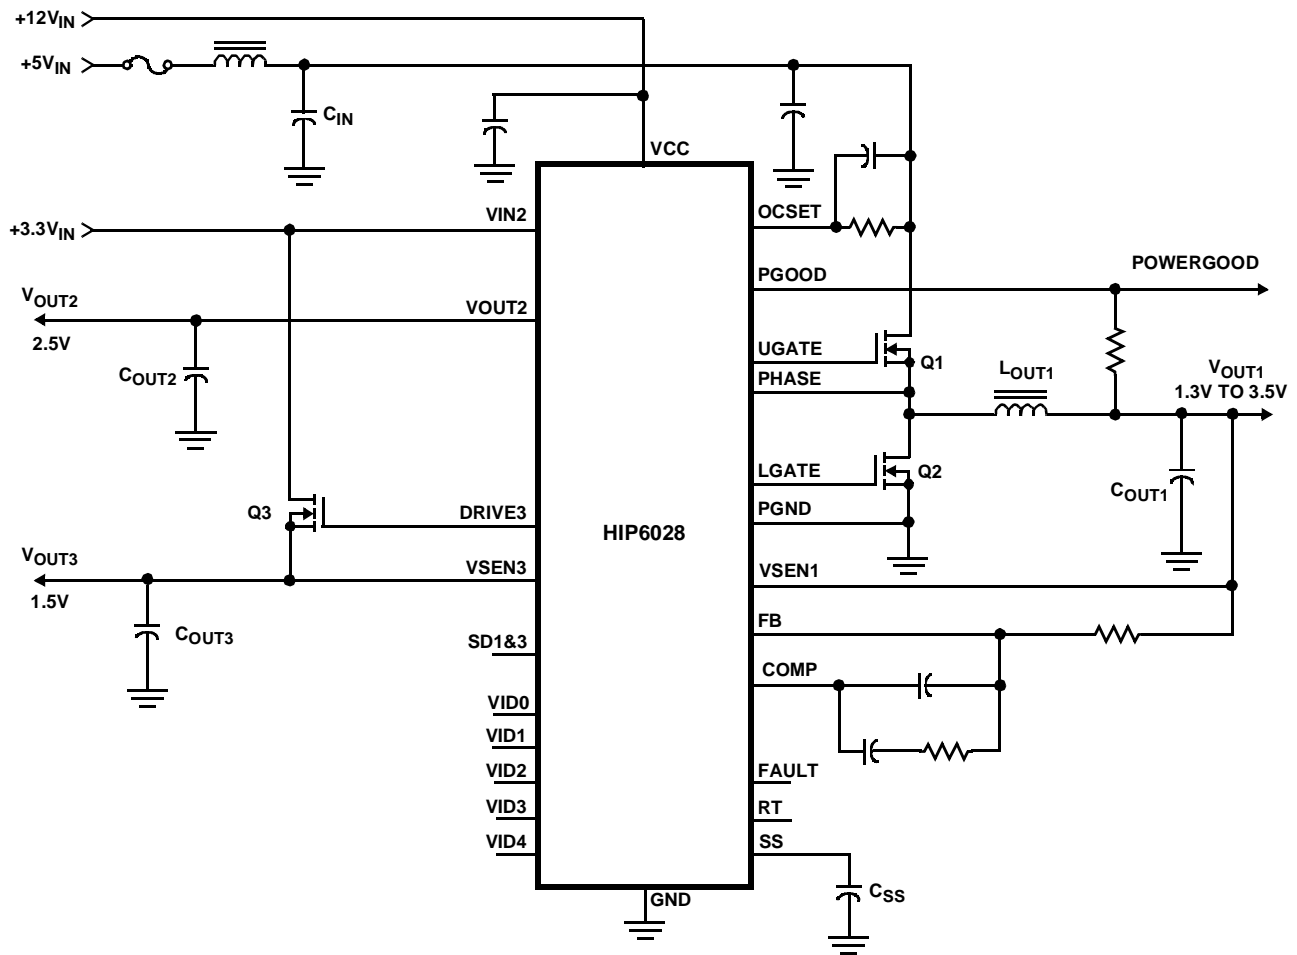 +12VIN
+5VIN
CIN
VCC
+3.3VIN
VIN2
OCSET
PGOOD
POWERGOOD
VOUT2
2.5V
VOUT2
COUT2
UGATE
Q1
PHASE
LOUT1
VOUT1
1.3V TO 3.5V
LGATE
Q2
COUT1
PGND
Q3
DRIVE3
HIP6028
VOUT3
1.5V
VSEN3
VSEN1
COUT3
FB
SD1&3
COMP
VID0
VID1
VID2
VID3
VID4
FAULT
RT
SS
CSS
GND